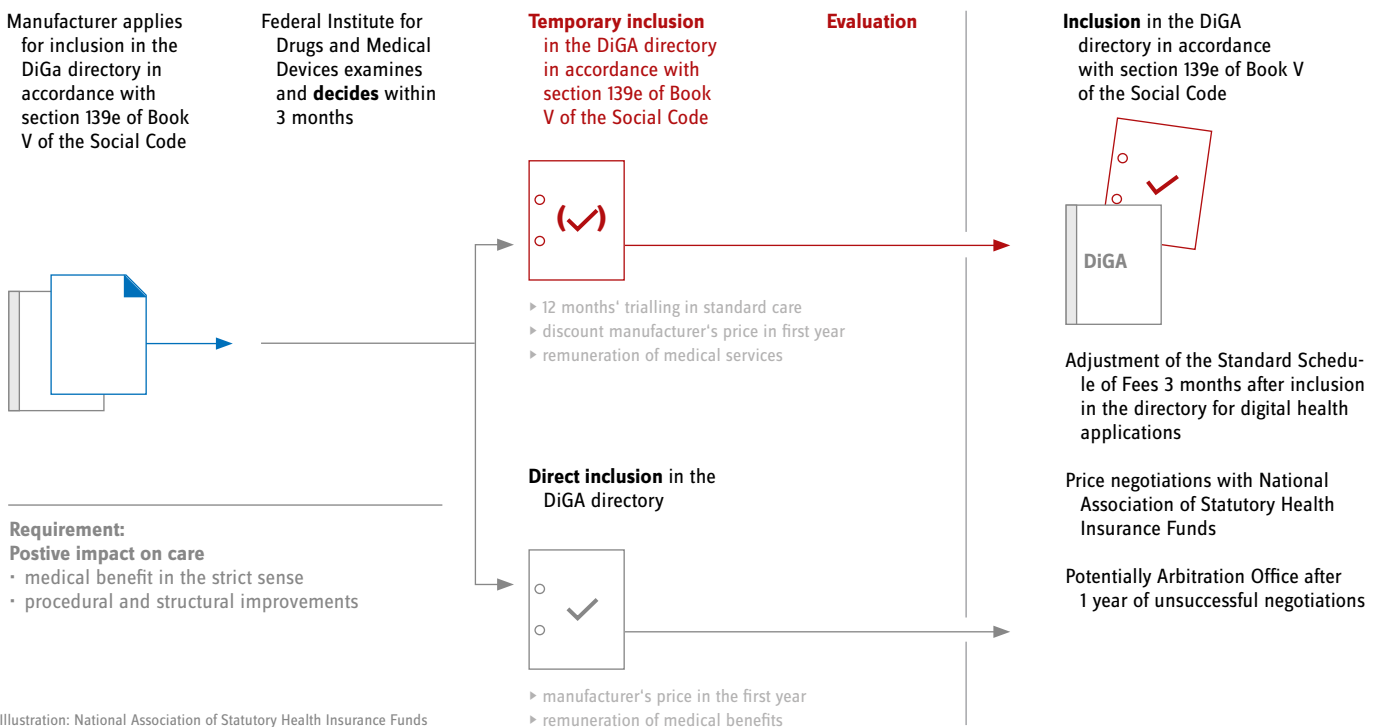 Manufacturer applies
for inclusion in the
DiGa directory in
accordance with
section 139e of Book
V of the Social Code
Federal Institute for
Drugs and Medical
Devices examines
and decides within
3 months
Temporary inclusion
in the DiGA directory
in accordance with
section 139e of Book
V of the Social Code
Evaluation
Inclusion in the DiGA
directory in accordance
with section 139e of Book V
of the Social Code
DiGA
▸ 12 months' trialling in standard care
▸ discount manufacturer's price in first year
▸ remuneration of medical services
Adjustment of the Standard Schedu-
le of Fees 3 months after inclusion
in the directory for digital health
applications
Price negotiations with National
Association of Statutory Health
Insurance Funds
Potentially Arbitration Office after
1 year of unsuccessful negotiations
Direct inclusion in the
DiGA directory
▸ manufacturer's price in the first year
▸ remuneration of medical benefits
Requirement:
Postive impact on care
· medical benefit in the strict sense
· procedural and structural improvements
Illustration: National Association of Statutory Health Insurance Funds